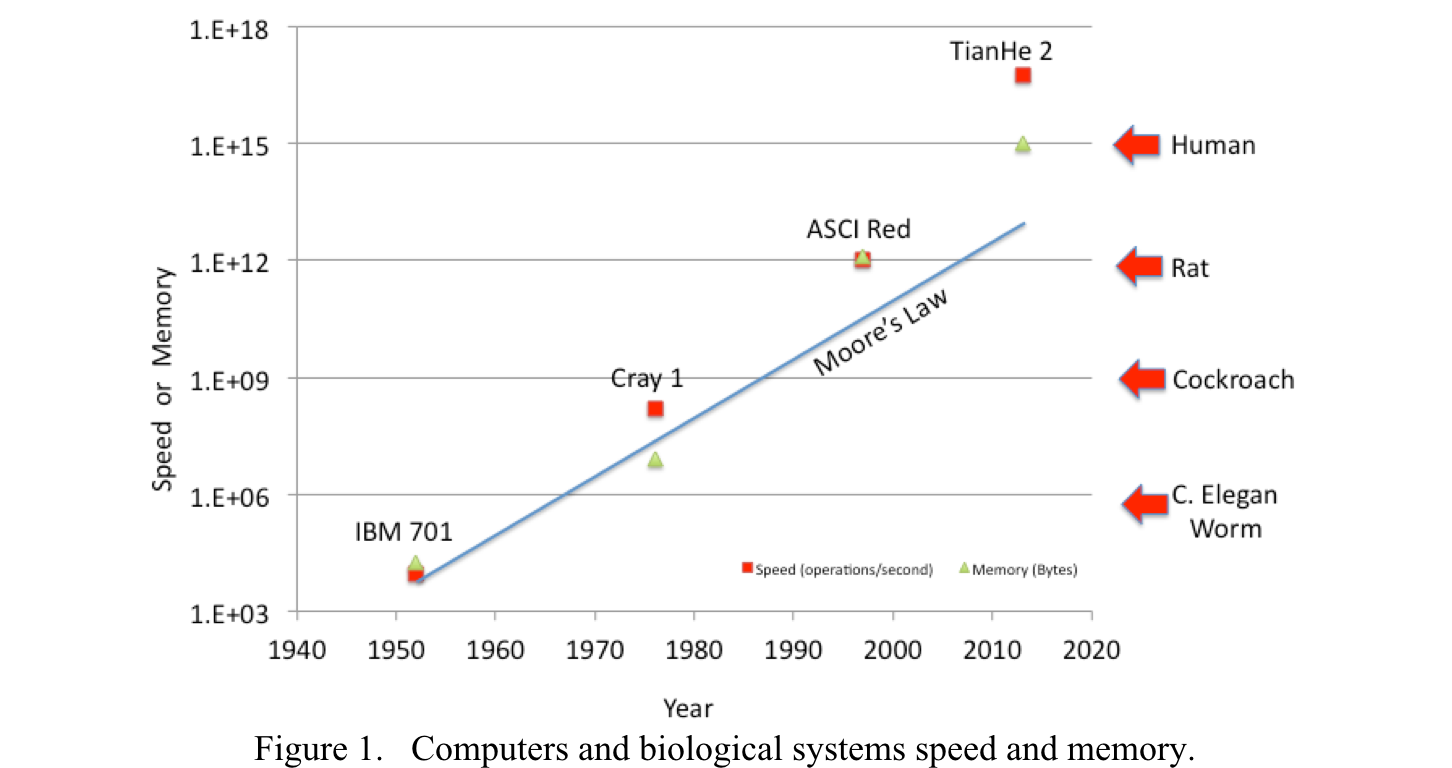 1.E+18
TianHe 2
1.E+15
Human
ASCI Red
1.E+12
Rat
Moore's Law
Cray 1
1.E+09
Cockroach
1.E+06
C. Elegan
Worm
IBM 701
Speed (operations/second)
Memory (Bytes)
1.E+03
Speed or Memory
1940 1950 1960 1970 1980 1990 2000 2010 2020
Year
Figure 1. Computers and biological systems speed and memory.